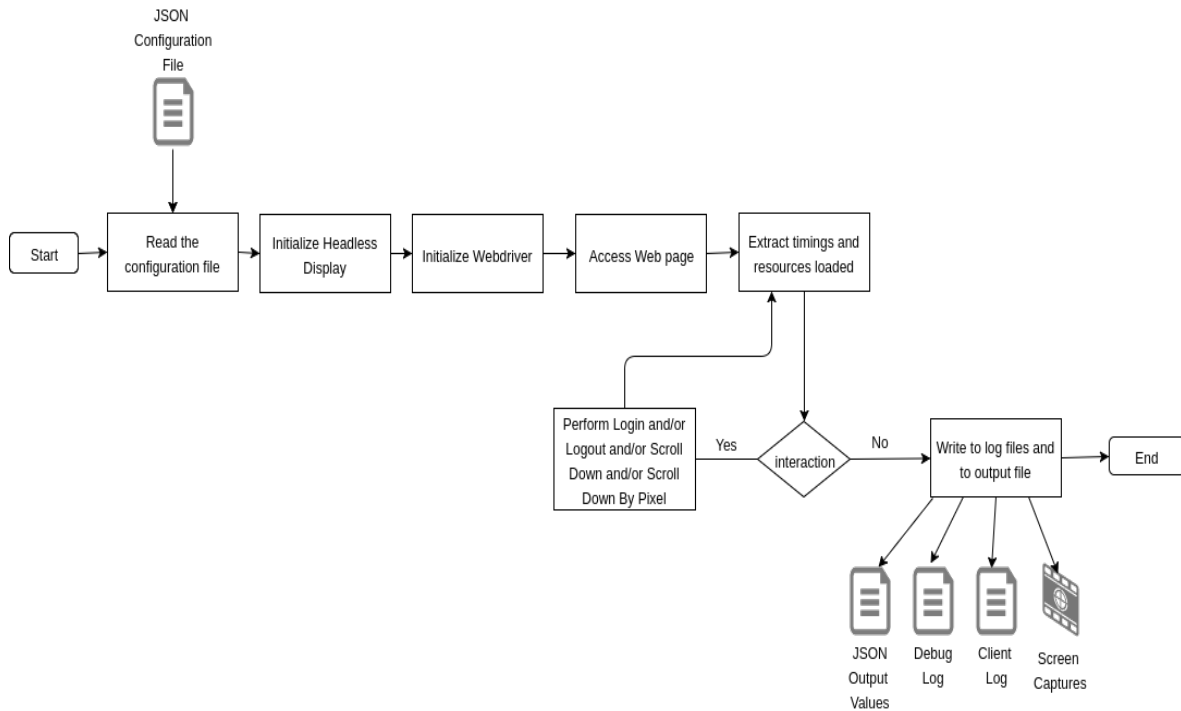 JSON
Configuration
File
Start
Read the
configuration file
Initialize Headless
Display
Initialize Webdriver
Access Web page
Extract timings and
resources loaded
Perform Login and/or
Logout and/or Scroll
Down and/or Scroll
Down By Pixel
Yes
interaction
No
Write to log files and
to output file
End
JSON
Output
Values
Debug
Log
Client
Log
Screen
Captures